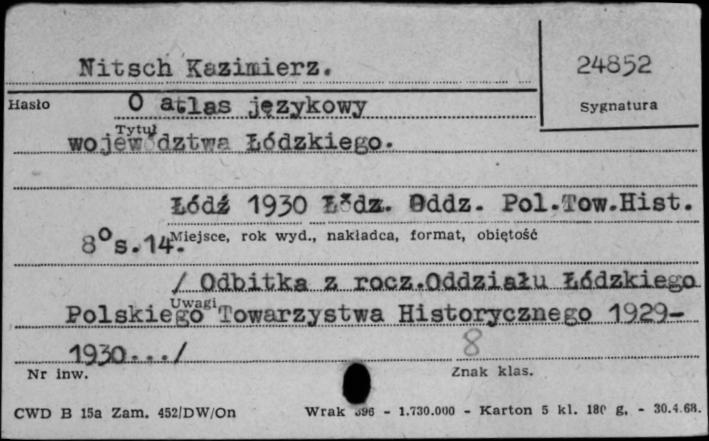 Nitsch Kazimierz.
24852
Hasło
Sygnatura
O atlas językowy
Tytuł
województwa Łódzkiego.
Łódź 1930 Łódz. Oddz. Pol.Tow.Hist.
Miejsce, rok wyd., nakładca, format, objętość
8° s.14.
/ Odbitka z rocz.Oddziału Łódzkiego
Uwagi
Polskiego Towarzystwa Historycznego 1929-
1930.../
8
Nr inw.
Znak klas.
CWD B 15a Zam. 452/DW/On
Wrak 396 - 1.730.000 - Karton 5 kl. 180 g, - 30.4.68.